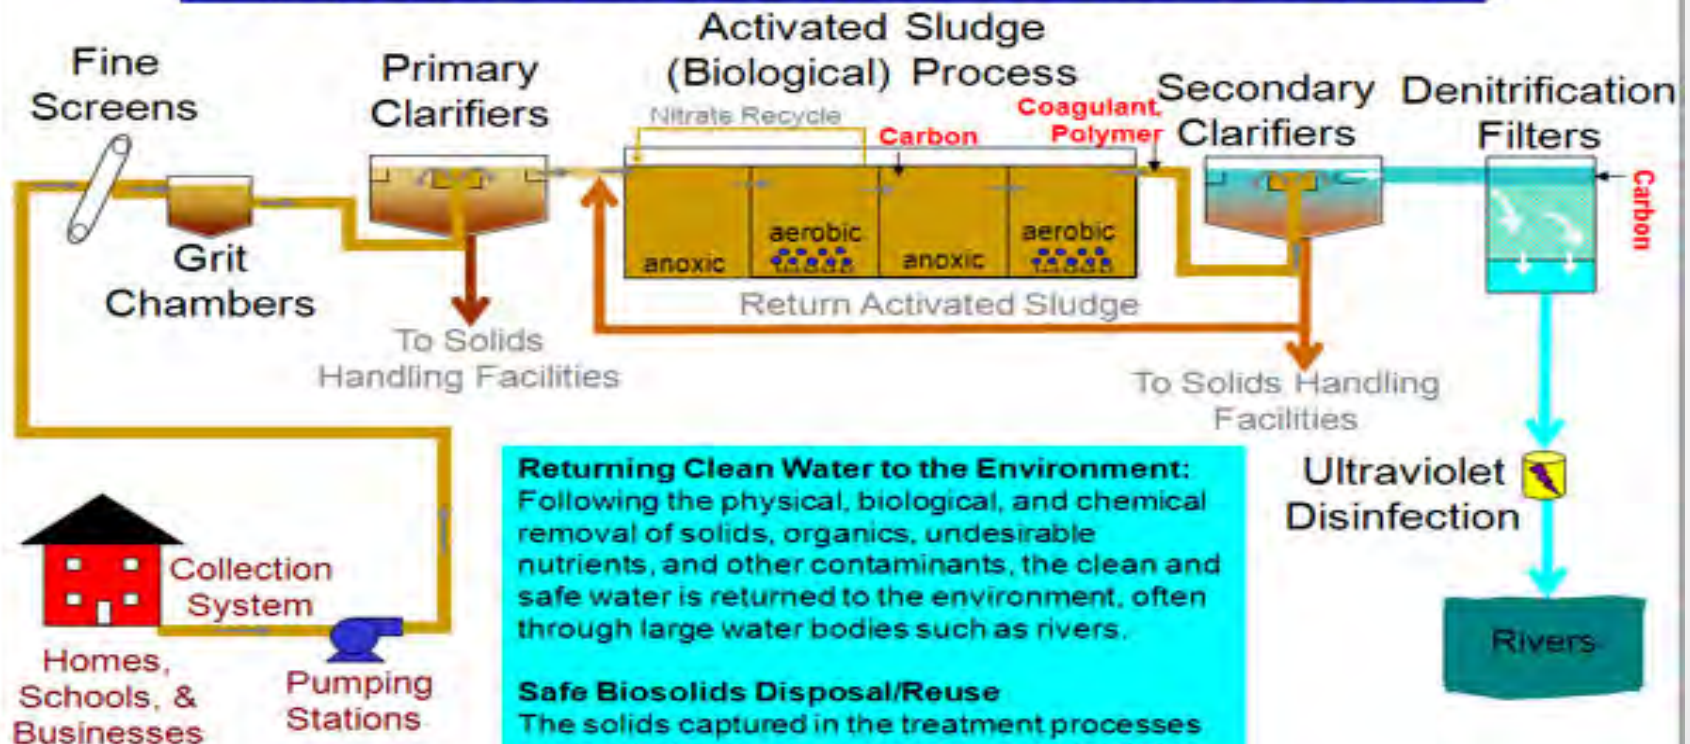 Activated Sludge
(Biological) Process
Fine
Screens
Primary
Clarifiers
Nitrate Recycle
Carbon
Coagulant,
Polymer
Secondary
Clarifiers
Denitrification
Filters
Carbon
Grit
Chambers
anoxic
aerobic
anoxic
aerobic
Return Activated Sludge
To Solids
Handling Facilities
To Solids Handling
Facilities
Ultraviolet
Disinfection
Rivers
Collection
System
Homes,
Schools, &
Businesses
Pumping
Stations
Returning Clean Water to the Environment:
Following the physical, biological, and chemical
removal of solids, organics, undesirable
nutrients, and other contaminants, the clean and
safe water is returned to the environment, often
through large water bodies such as rivers.
Safe Biosolids Disposal/Reuse
The solids captured in the treatment processes